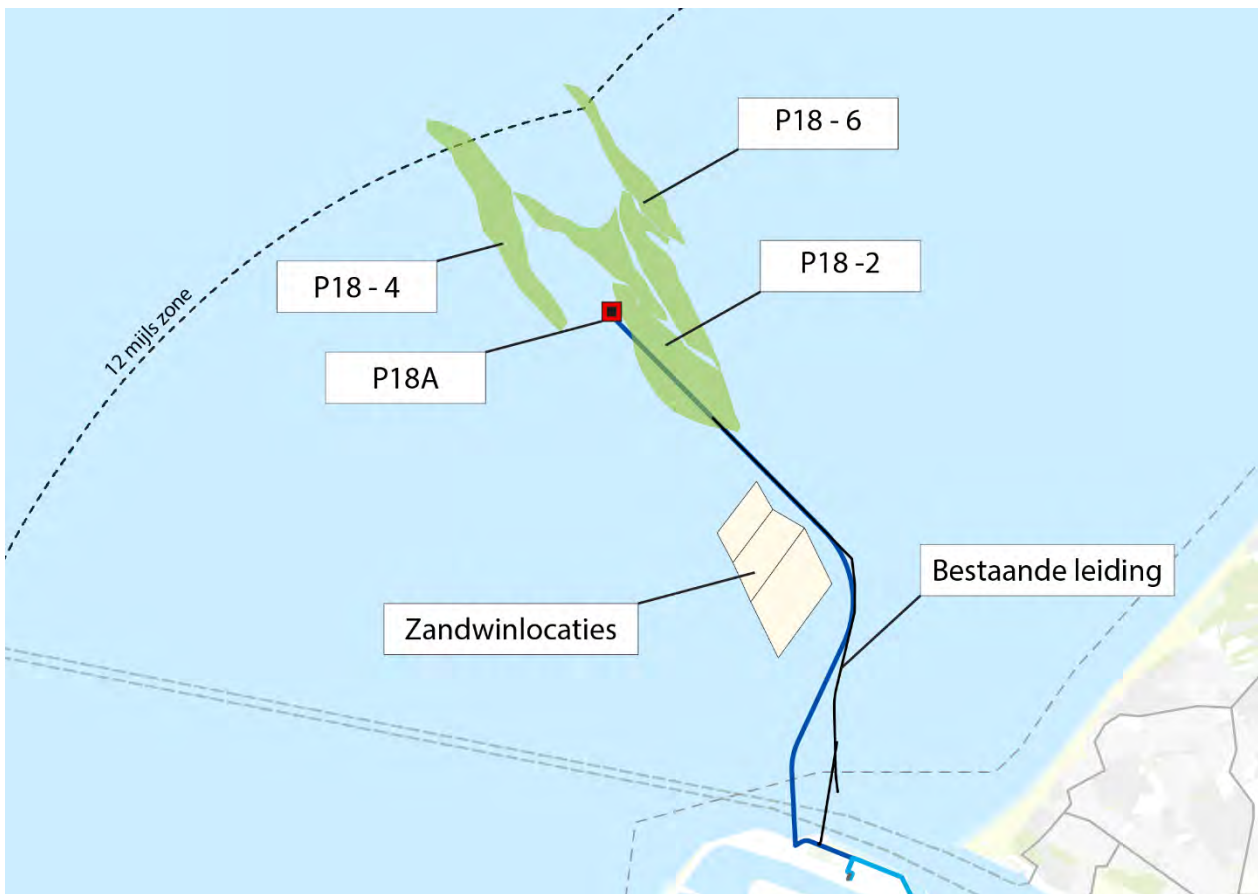 P18 - 6
P18 -2
P18 - 4
12 mijls zone
P18A
Bestaande leiding
Zandwinlocaties